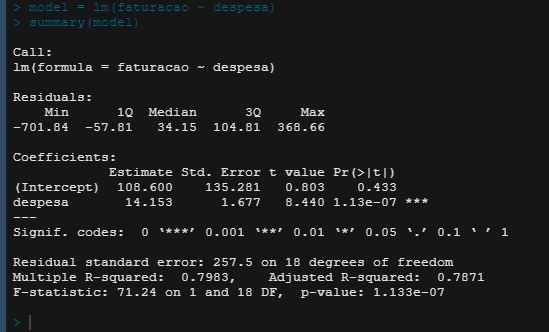 > model = lm(faturacao ~ despesa)
> summary(model)
Call:
lm(formula = faturacao ~ despesa)
Residuals:
    Min      1Q  Median      3Q     Max
-701.84  -57.81   34.15  104.81  368.66
Coefficients:
            Estimate Std. Error t value Pr(>|t|)
(Intercept)  108.600    135.281   0.803    0.433
despesa       14.153      1.677   8.440 1.13e-07 ***
---
Signif. codes:  0 ‘***’ 0.001 ‘**’ 0.01 ‘*’ 0.05 ‘.’ 0.1 ‘ ’ 1
Residual standard error: 257.5 on 18 degrees of freedom
Multiple R-squared:  0.7983,    Adjusted R-squared:  0.7871
F-statistic: 71.24 on 1 and 18 DF,  p-value: 1.133e-07
>